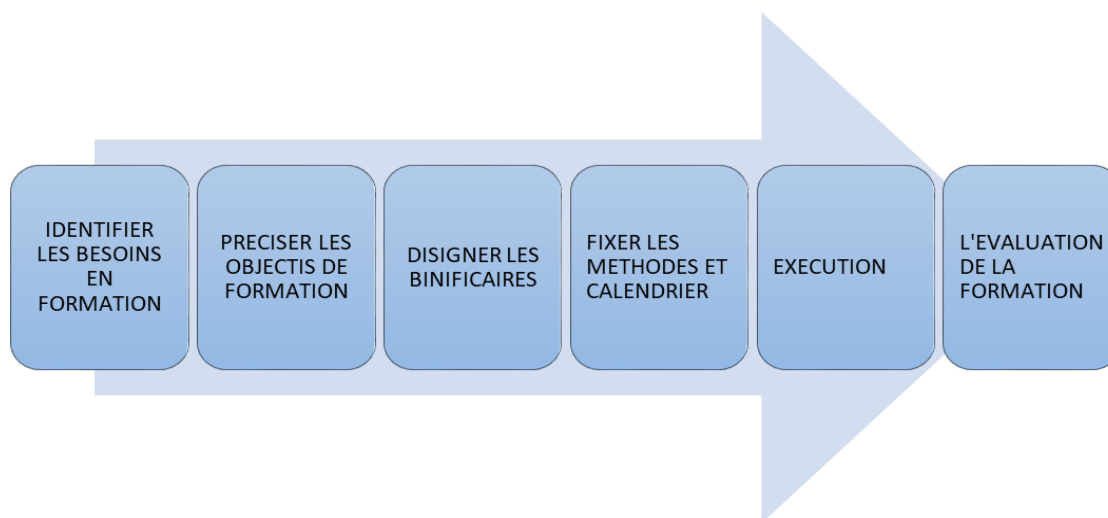 IDENTIFIER
LES BESOINS
EN
FORMATION
PRECISER LES
OBJECTIS DE
FORMATION
DISIGNER LES
BINIFICAIRES
FIXER LES
METHODES ET
CALENDRIER
EXECUTION
L'EVALUATION
DE LA
FORMATION